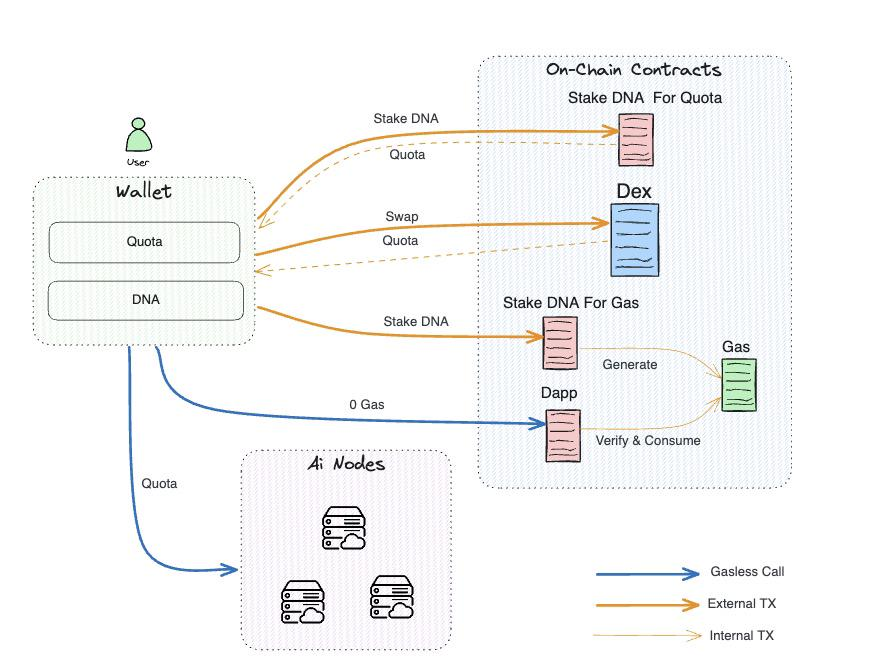 On-Chain Contracts
Stake DNA For Quota
Stake DNA
Quota
User
Wallet
Dex
Swap
Quota
Quota
DNA
Stake DNA For Gas
Stake DNA
Gas
Generate
Dapp
0 Gas
Verify & Consume
Ai Nodes
Quota
Gasless Call
External TX
Internal TX